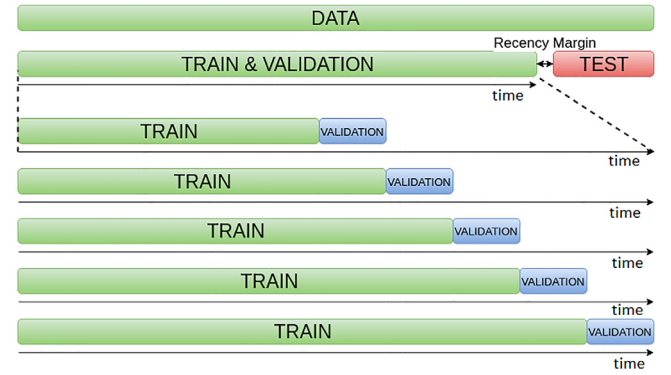 DATA
Recency Margin
TRAIN & VALIDATION
TEST
time
TRAIN
VALIDATION
time
TRAIN
VALIDATION
time
TRAIN
VALIDATION
time
TRAIN
VALIDATION
time
TRAIN
VALIDATION
time